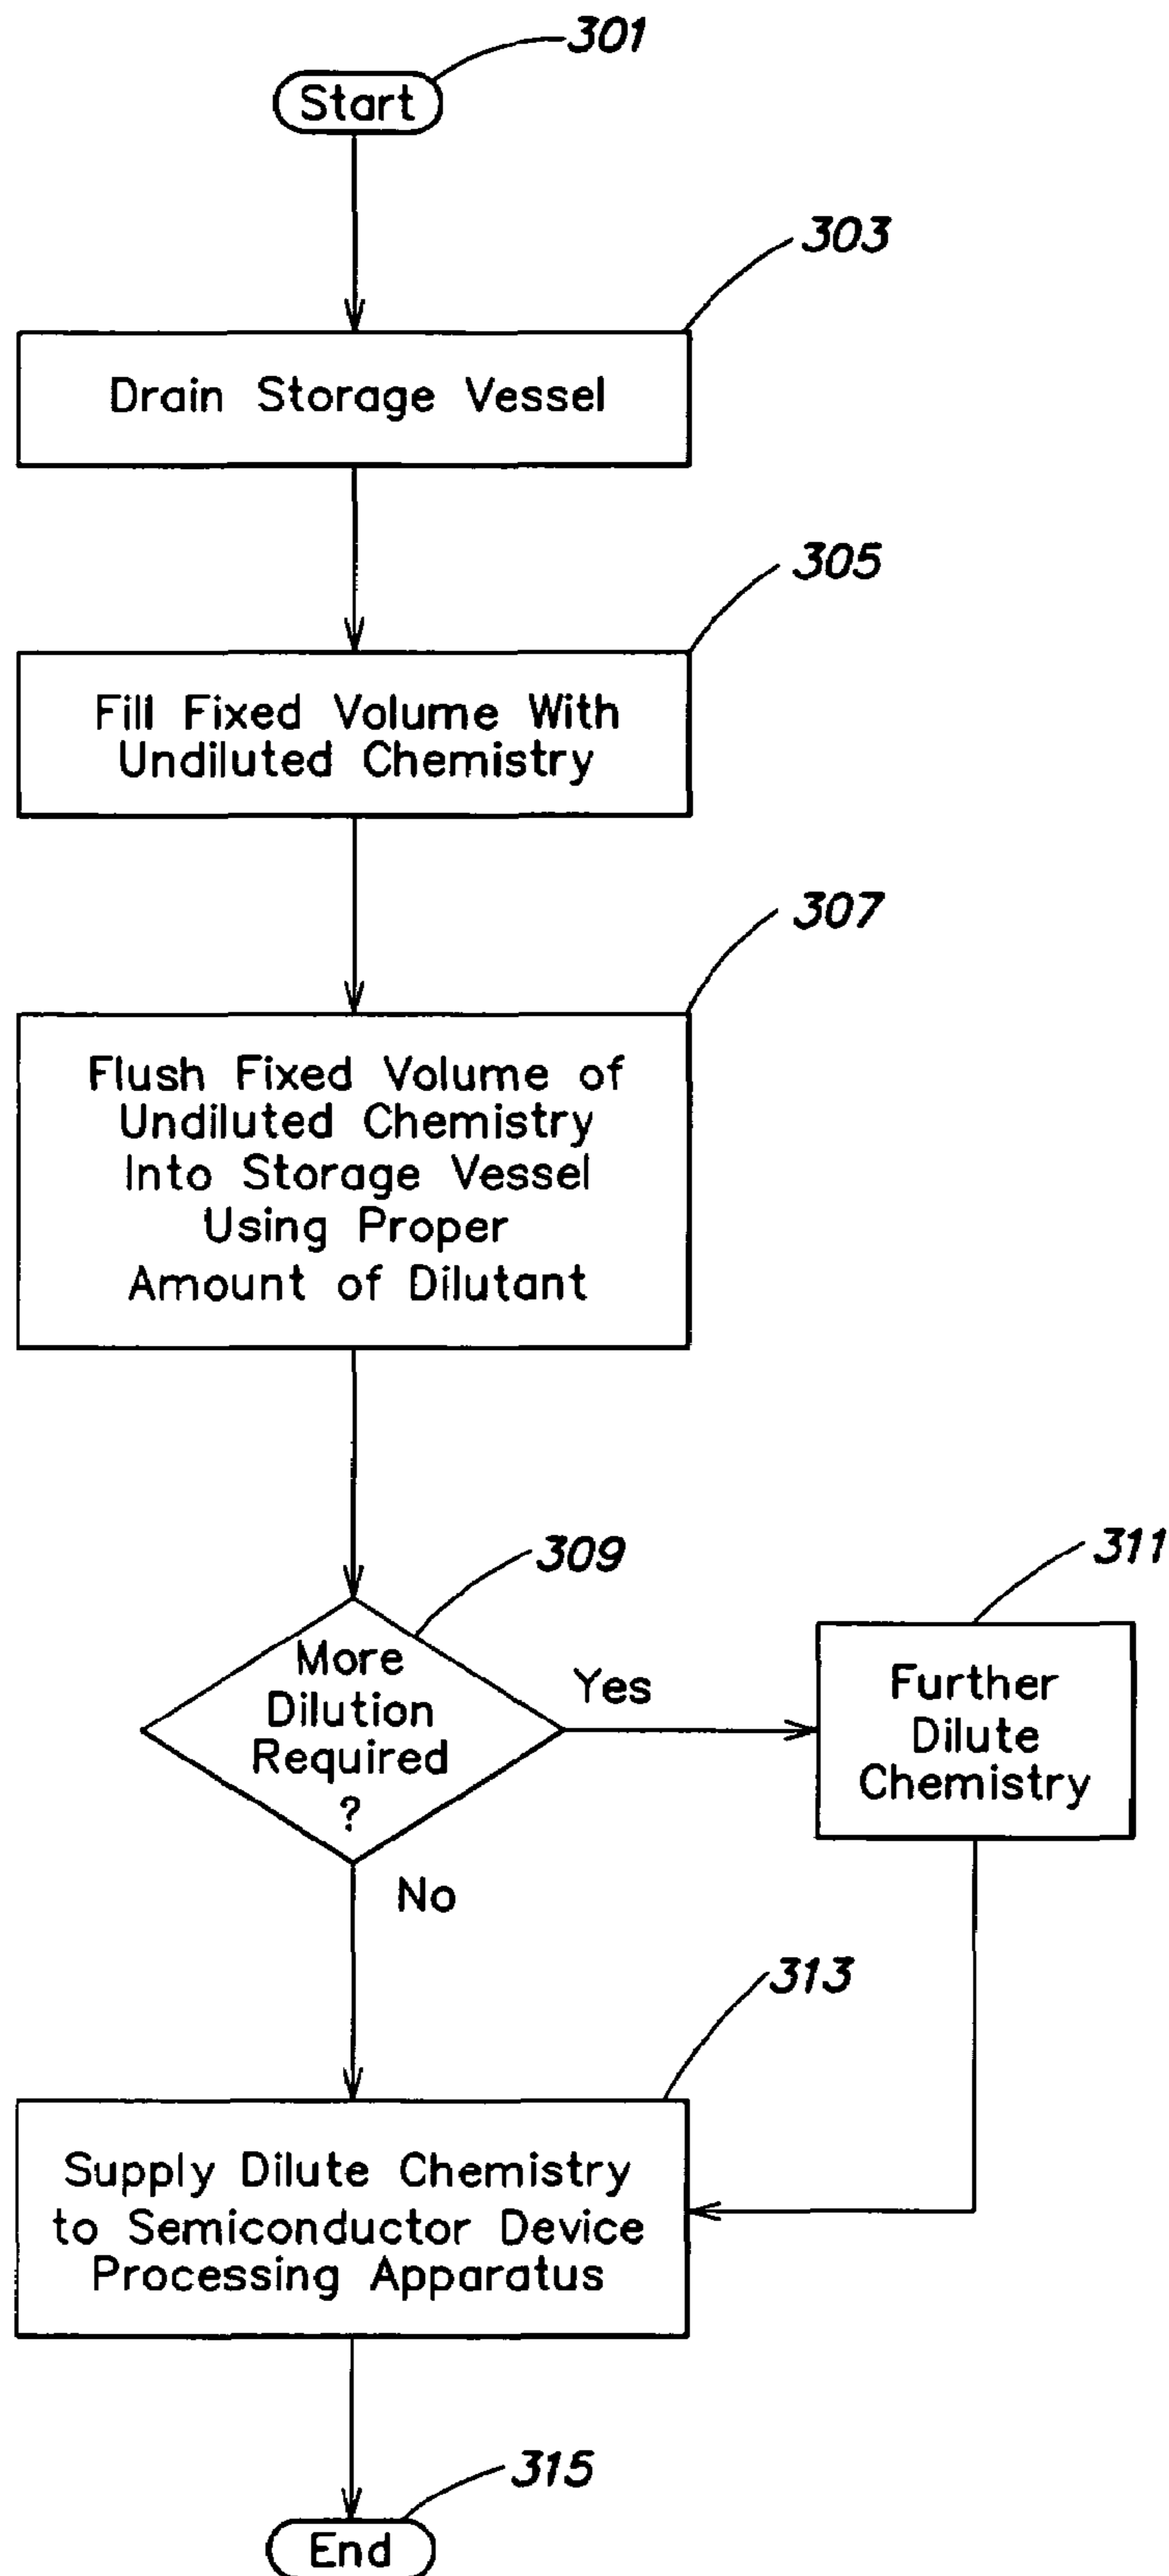 301
Start
303
Drain Storage Vessel
305
Fill Fixed Volume With
Undiluted Chemistry
307
Flush Fixed Volume of
Undiluted Chemistry
Into Storage Vessel
Using Proper
Amount of Dilutant
309
More
Dilution
Required
?
Yes
311
Further
Dilute
Chemistry
No
313
Supply Dilute Chemistry
to Semiconductor Device
Processing Apparatus
315
End